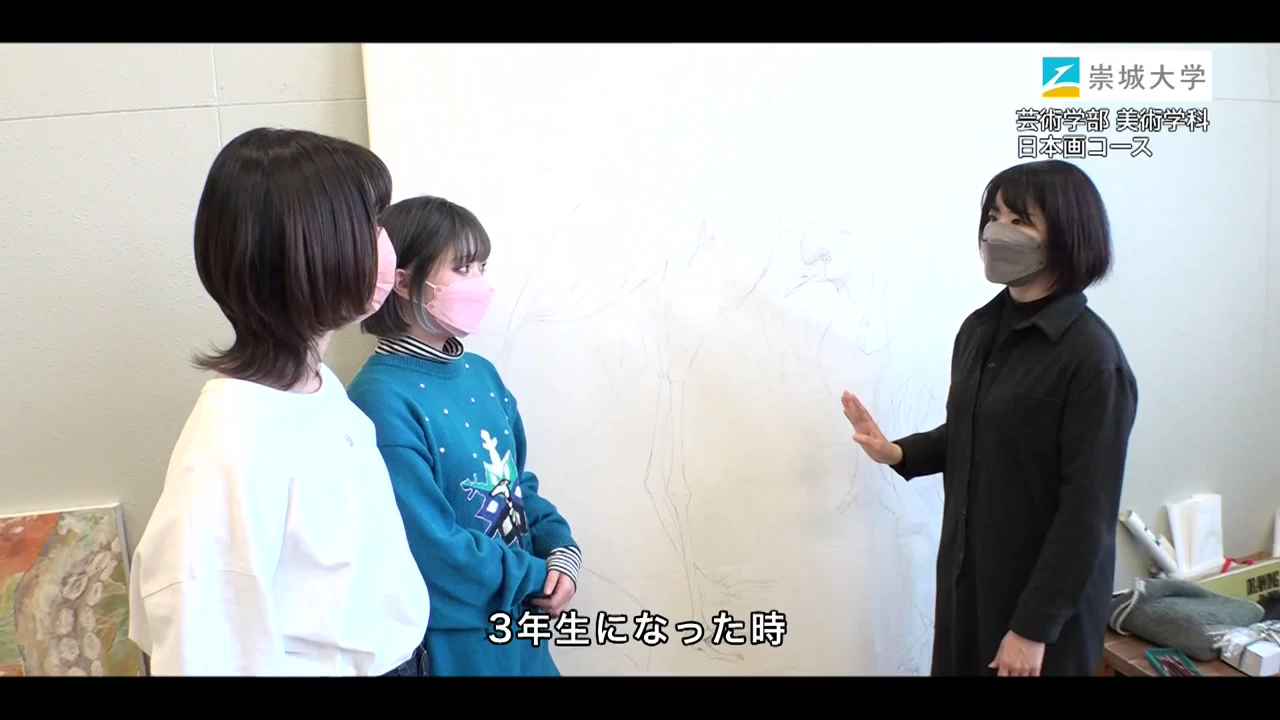 崇城大学
芸術学部 美術学科
日本画コース
3年生になった時